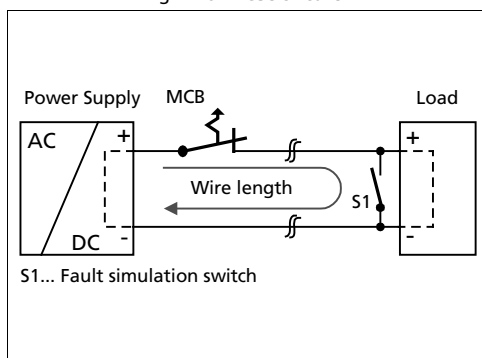 Power Supply MCB Load
AC + +
Wire length
S1
DC - -
S1... Fault simulation switch